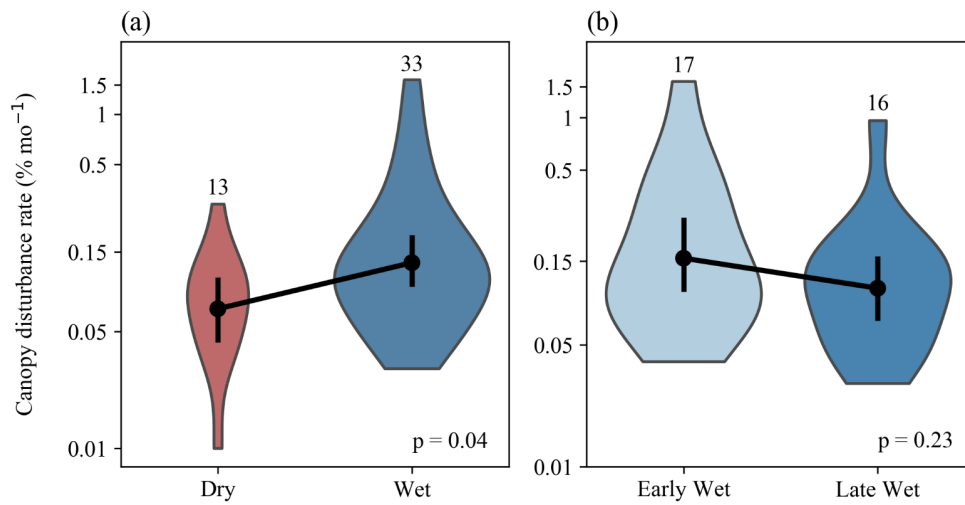 (a)
(b)
Canopy disturbance rate (% mo⁻¹)
1.5
1
0.5
0.15
0.05
0.01
13
33
p = 0.04
Dry
Wet
1.5
1
0.5
0.15
0.05
0.01
17
16
p = 0.23
Early Wet
Late Wet